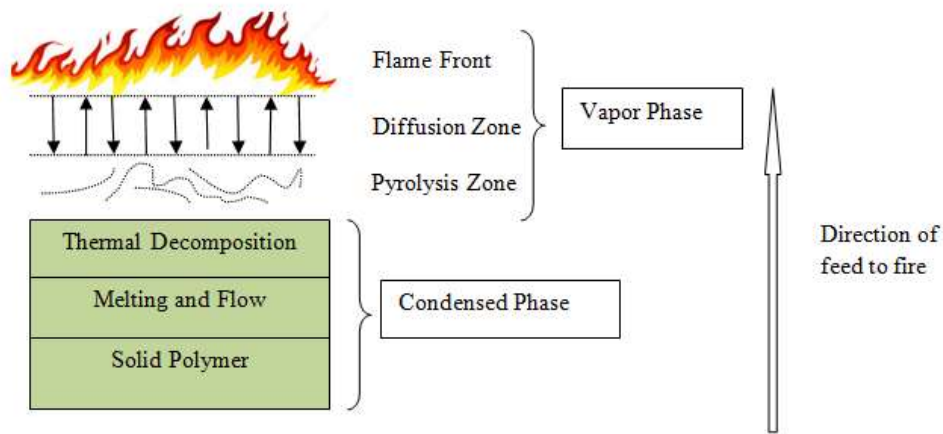 Flame Front
Diffusion Zone
Pyrolysis Zone
Vapor Phase
Thermal Decomposition
Melting and Flow
Solid Polymer
Condensed Phase
Direction of
feed to fire